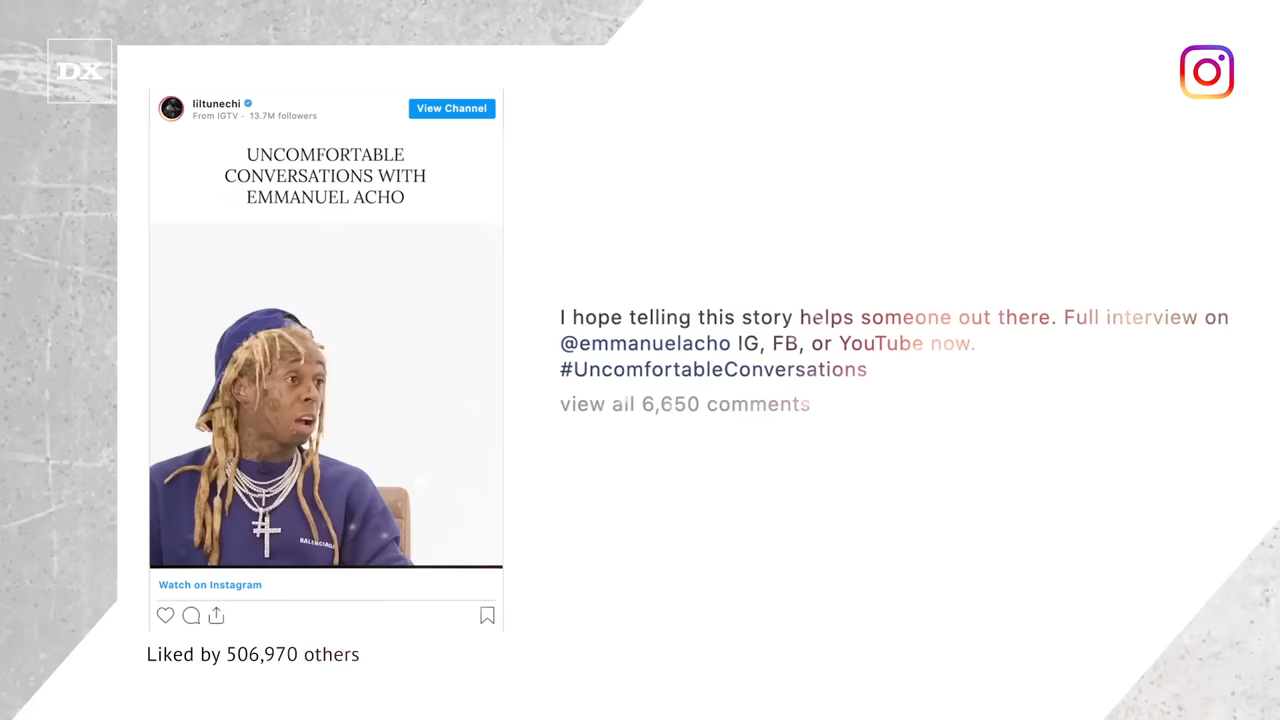 DX
liltunechi
From IGTV · 13.7M followers
View Channel
UNCOMFORTABLE
CONVERSATIONS WITH
EMMANUEL ACHO
I hope telling this story helps someone out there. Full interview on
@emmanuelacho IG, FB, or YouTube now.
#UncomfortableConversations
view all 6,650 comments
BALENCIAGA
Watch on Instagram
Liked by 506,970 others